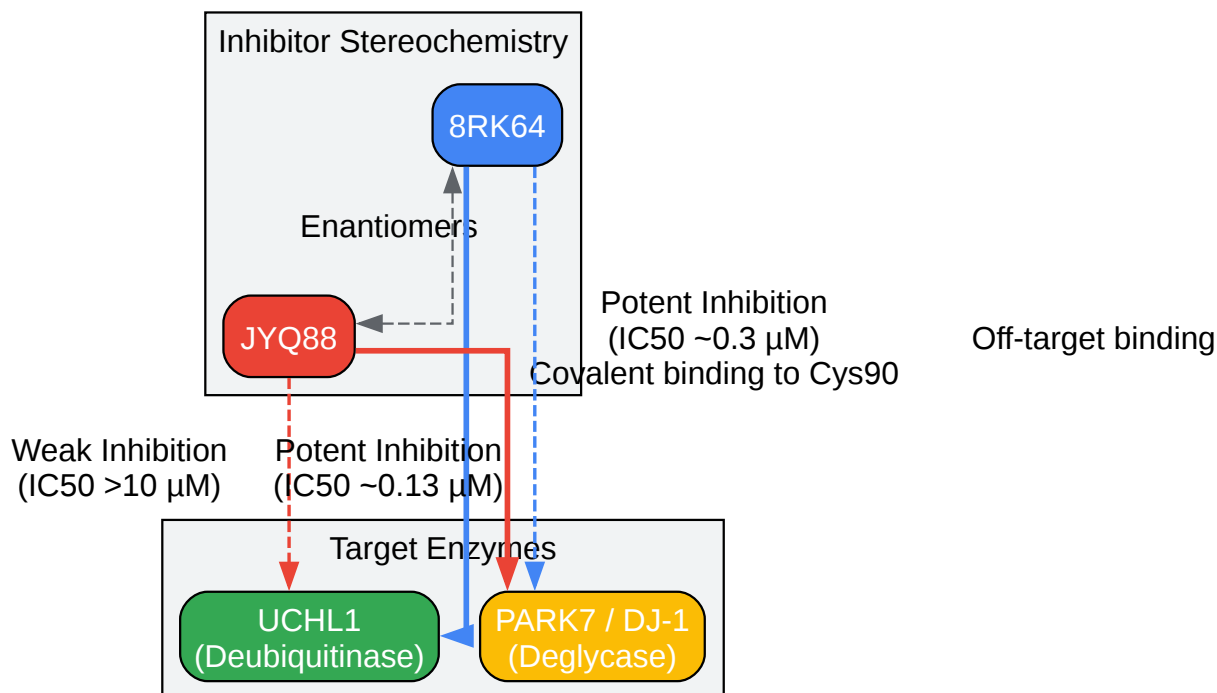 Inhibitor Stereochemistry
8RK64
Enantiomers
JYQ88
Potent Inhibition
(IC50 ~0.3 µM)
Covalent binding to Cys90
Off-target binding
Weak Inhibition
(IC50 >10 µM)
Potent Inhibition
(IC50 ~0.13 µM)
Target Enzymes
UCHL1
(Deubiquitinase)
PARK7 / DJ-1
(Deglycase)